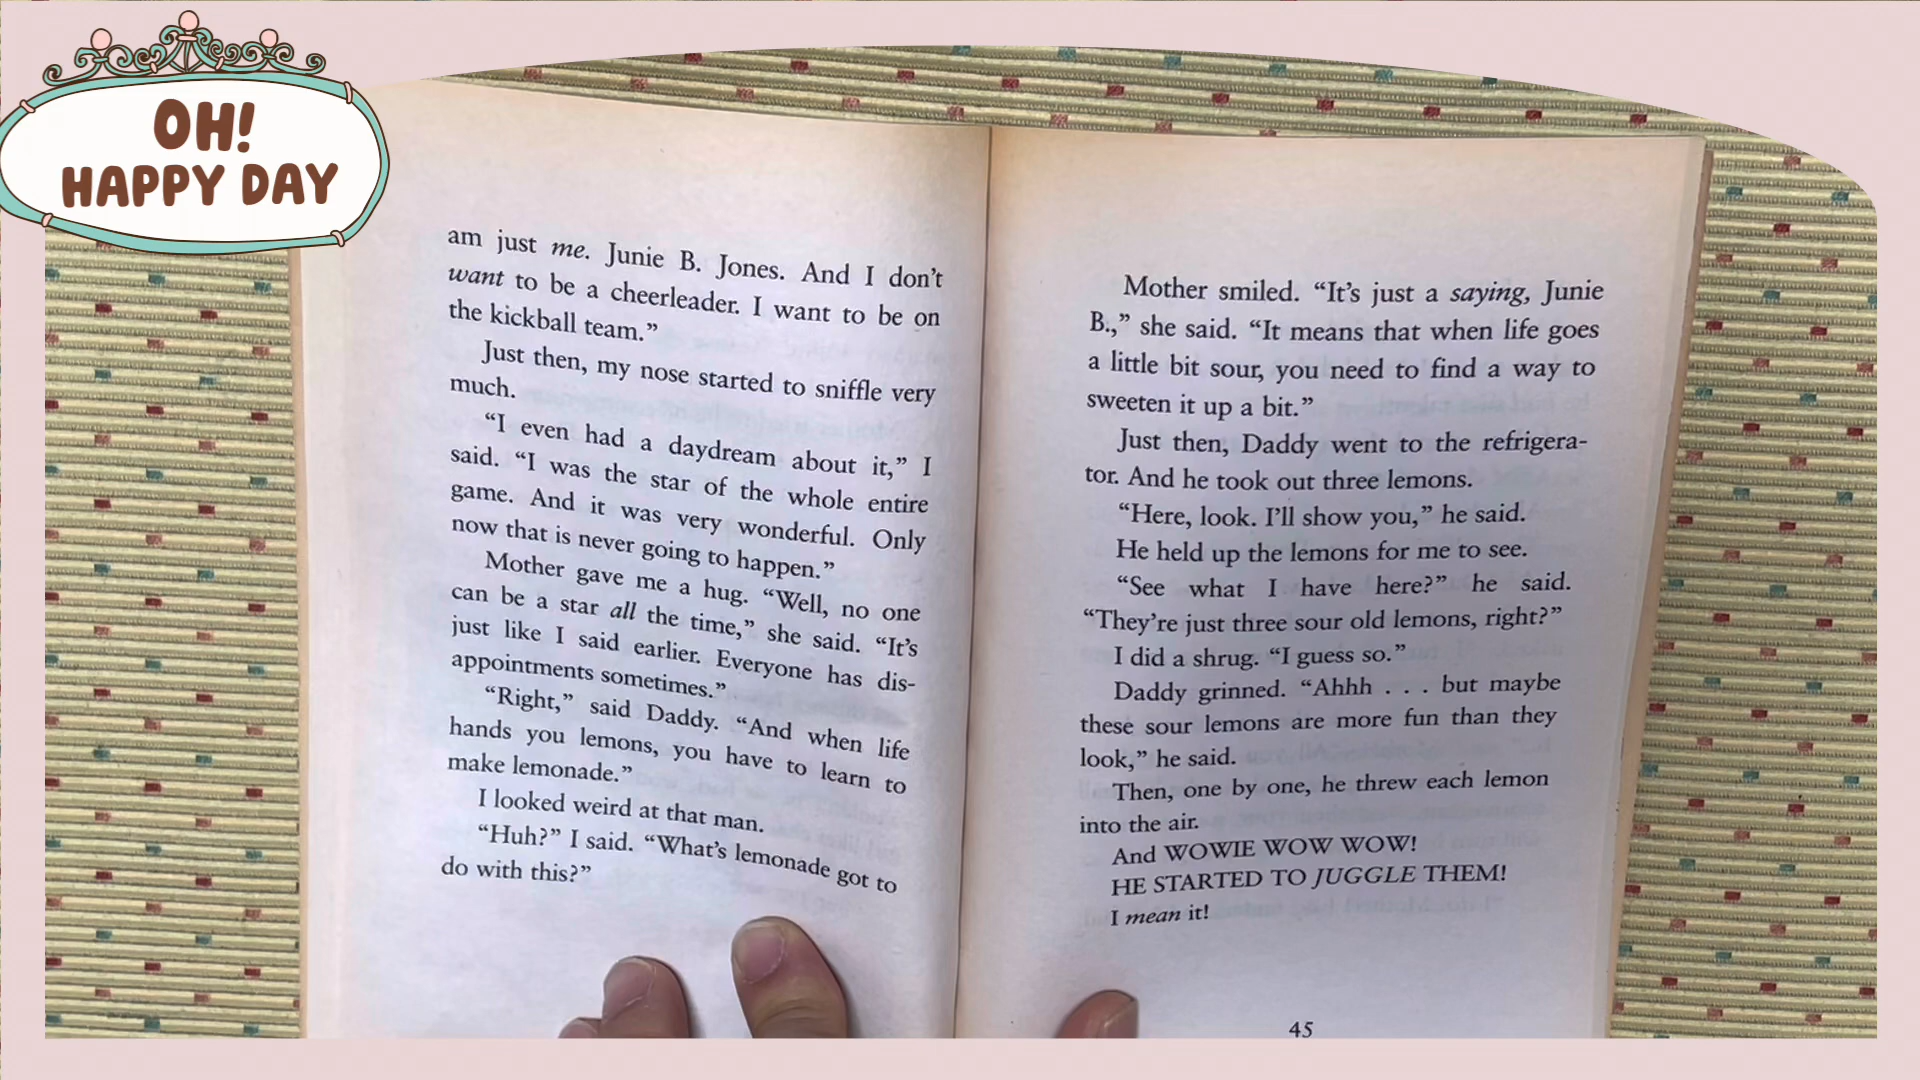 OH!
HAPPY DAY
am just me. Junie B. Jones. And I don't
want to be a cheerleader. I want to be on
the kickball team.”
Just then, my nose started to sniffle very
much.
“I even had a daydream about it,” I
said. “I was the star of the whole entire
game. And it was very wonderful. Only
now that is never going to happen.”
Mother gave me a hug. “Well, no one
can be a star all the time,” she said. “It's
just like I said earlier. Everyone has dis-
appointments sometimes.”
“Right,” said Daddy. “And when life
hands you lemons, you have to learn to
make lemonade.”
I looked weird at that man.
“Huh?” I said. “What's lemonade got to
do with this?”
Mother smiled. “It's just a saying, Junie
B.,” she said. “It means that when life goes
a little bit sour, you need to find a way to
sweeten it up a bit.”
Just then, Daddy went to the refrigera-
tor. And he took out three lemons.
“Here, look. I'll show you,” he said.
He held up the lemons for me to see.
“See what I have here?” he said.
“They're just three sour old lemons, right?”
I did a shrug. “I guess so.”
Daddy grinned. “Ahhh . . . but maybe
these sour lemons are more fun than they
look,” he said.
Then, one by one, he threw each lemon
into the air.
And WOWIE WOW WOW!
HE STARTED TO JUGGLE THEM!
I mean it!
45